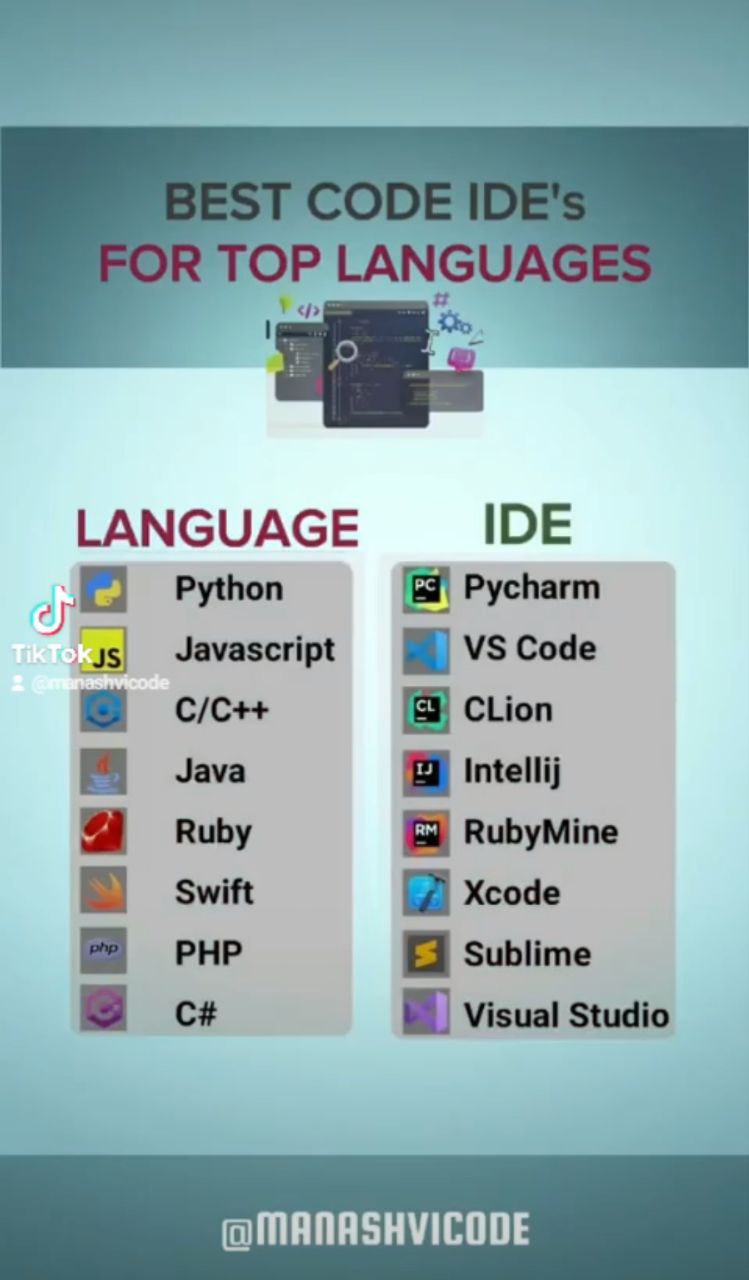 BEST CODE IDE's
FOR TOP LANGUAGES
</>
#
LANGUAGE IDE
Python PC Pycharm
TikTok
JS Javascript VS Code
@manashvicode
C/C++ CL CLion
Java IJ Intellij
Ruby RM RubyMine
Swift Xcode
php PHP Sublime
C# Visual Studio
@MANASHVICODE